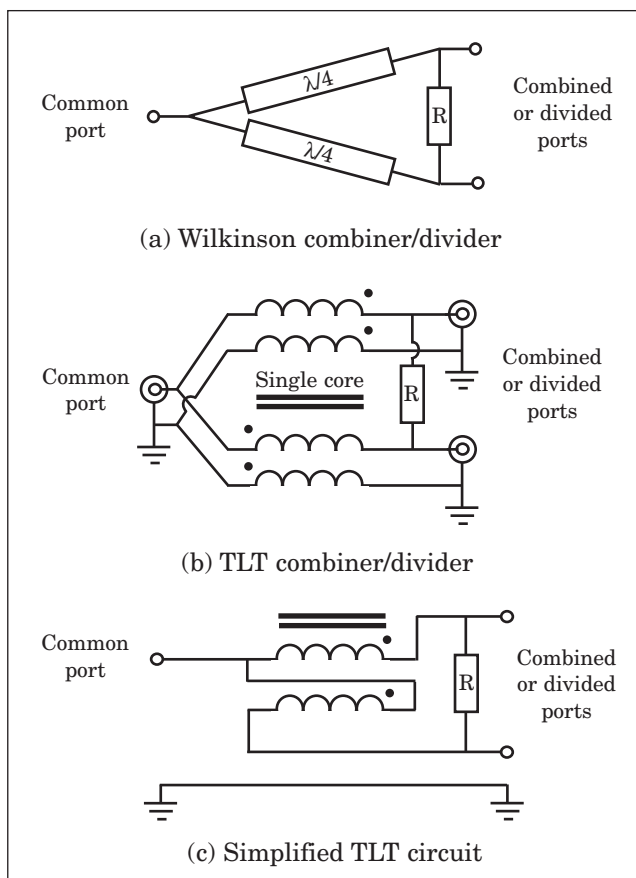 Common
port
λ/4
λ/4
R
Combined
or divided
ports
(a) Wilkinson combiner/divider
Common
port
Single core
R
Combined
or divided
ports
(b) TLT combiner/divider
Common
port
R
Combined
or divided
ports
(c) Simplified TLT circuit